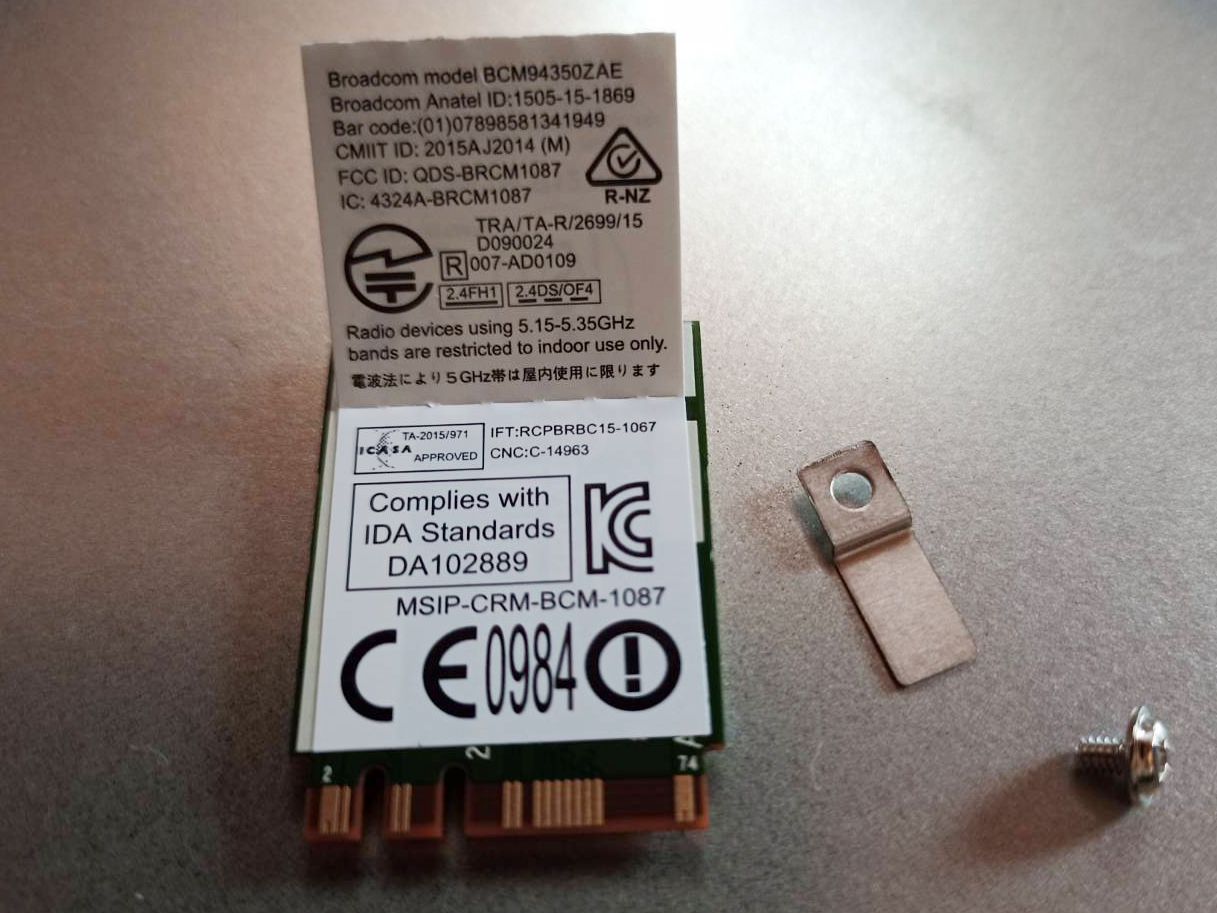 Broadcom model BCM94350ZAE
Broadcom Anatel ID:1505-15-1869
Bar code:(01)07898581341949
CMIIT ID: 2015AJ2014 (M)
FCC ID: QDS-BRCM1087
IC: 4324A-BRCM1087
R-NZ
TRA/TA-R/2699/15
D090024
R 007-AD0109
2.4FH1 2.4DS/OF4
Radio devices using 5.15-5.35GHz
bands are restricted to indoor use only.
電波法により5GHz帯は屋内使用に限ります
TA-2015/971
ICASA
APPROVED
IFT:RCPBRBC15-1067
CNC:C-14963
Complies with
IDA Standards
DA102889
KC
MSIP-CRM-BCM-1087
CE0984!
2
2
A
74